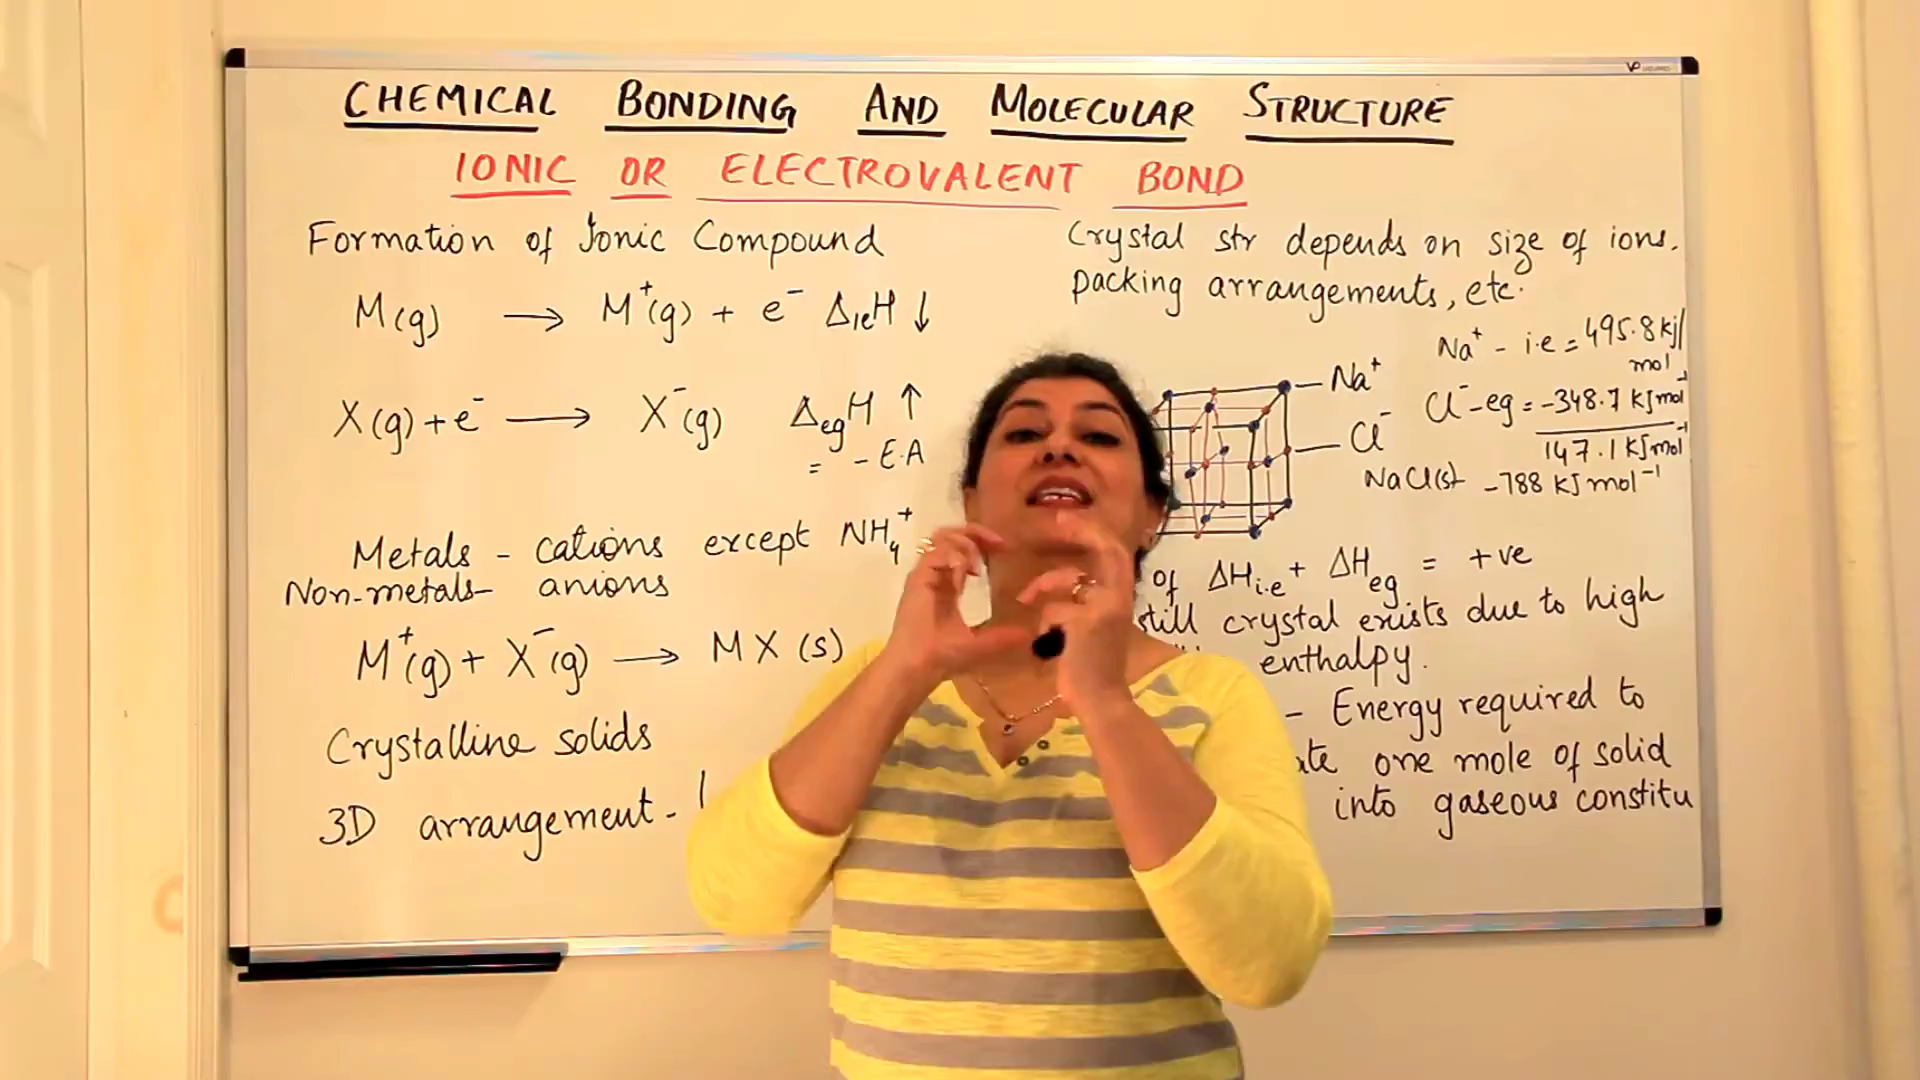 CHEMICAL BONDING AND MOLECULAR STRUCTURE
IONIC OR ELECTROVALENT BOND
Formation of Ionic Compound
M(g) → M⁺(g) + e⁻ ΔieH ↓
X(g) + e⁻ → X⁻(g) ΔegH ↑
= - E.A
Metals - cations except NH₄⁺
Non-metals - anions
M⁺(g) + X⁻(g) → MX(s)
Crystalline solids
3D arrangement -
Crystal str depends on size of ions.
packing arrangements, etc.
Na⁺ - i.e = 495.8 kj/
mol
Na⁺
Cl⁻ - eg = -348.7 KJmol⁻¹
Cl⁻
147.1 KJmol⁻¹
NaCl(s) -788 KJ mol⁻¹
of ΔHi.e + ΔHeg = +ve
still crystal exists due to high
enthalpy.
- Energy required to
one mole of solid
into gaseous constitu